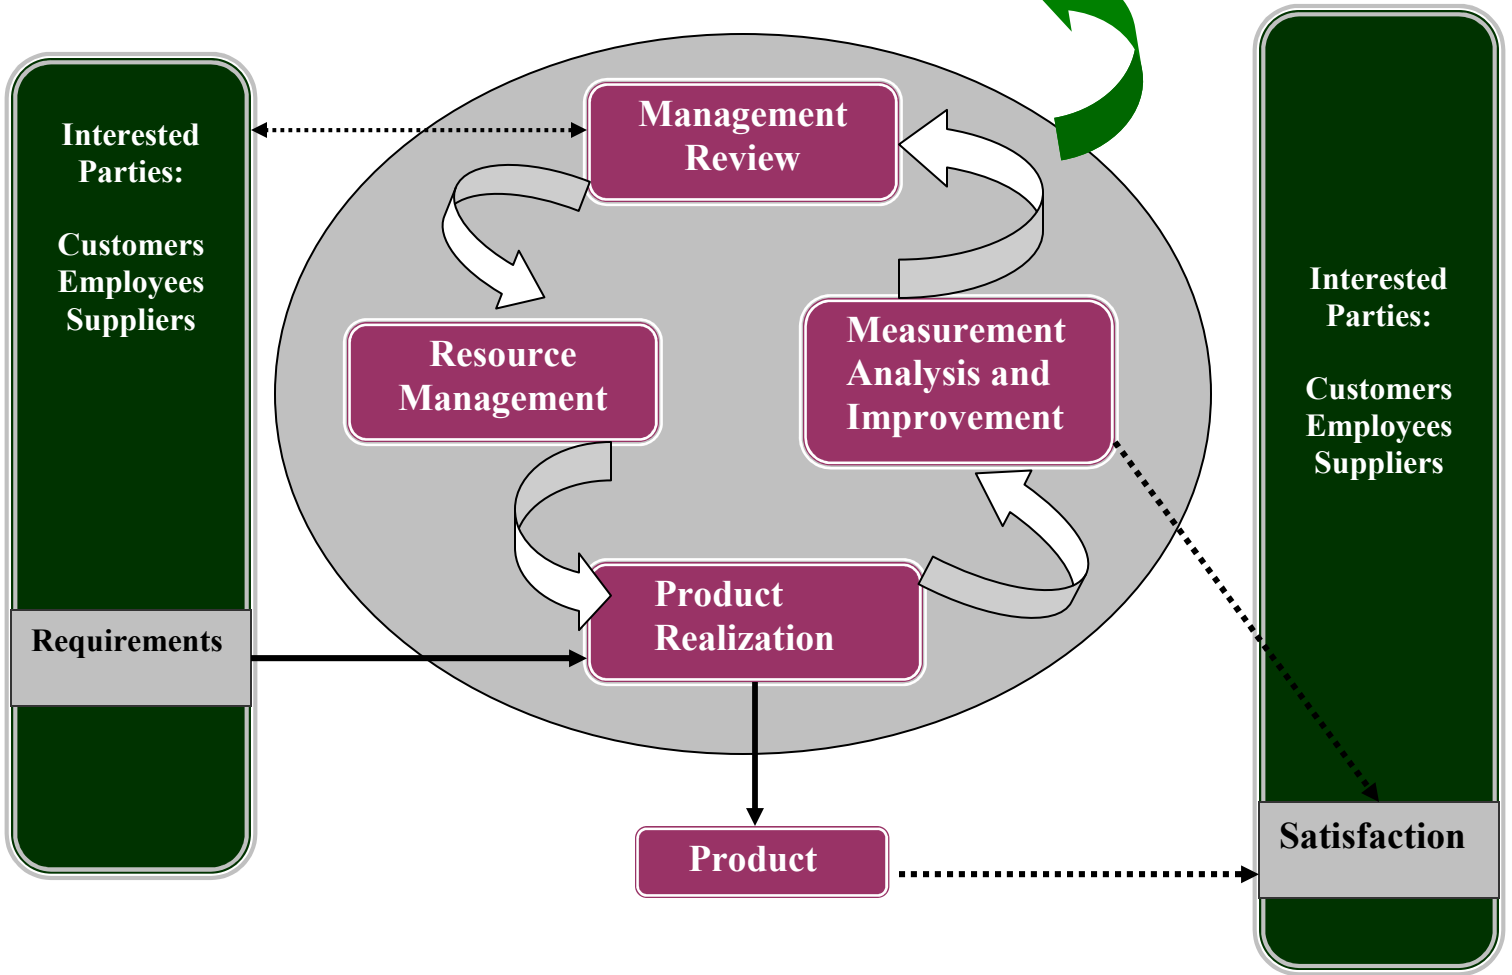 Interested
Parties:
Customers
Employees
Suppliers
Requirements
Management
Review
Resource
Management
Measurement
Analysis and
Improvement
Product
Realization
Product
Interested
Parties:
Customers
Employees
Suppliers
Satisfaction